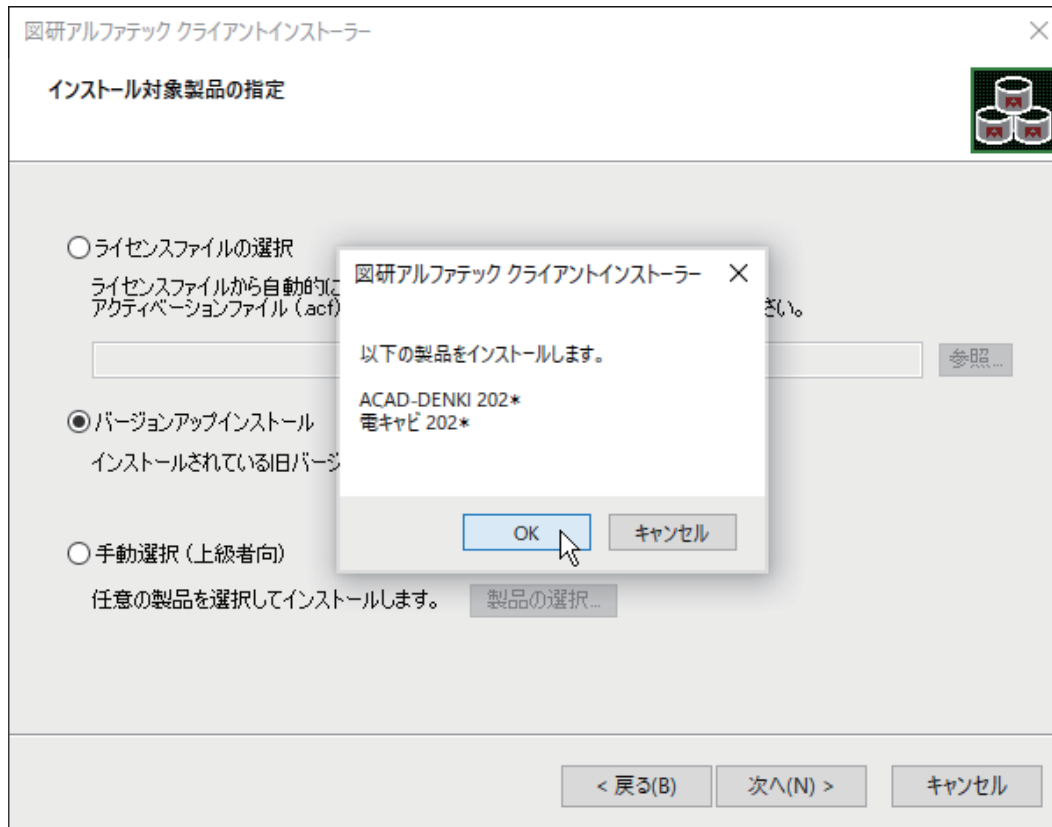 図研アルファテック クライアントインストーラー
インストール対象製品の指定
ライセンスファイルの選択
ライセンスファイルから自動的に
アクティベーションファイル (.acf)
さい。
参照...
バージョンアップインストール
インストールされている旧バージ
手動選択 (上級者向)
任意の製品を選択してインストールします。
製品の選択...
図研アルファテック クライアントインストーラー
以下の製品をインストールします。
ACAD-DENKI 202*
電キャビ 202*
OK
キャンセル
< 戻る(B)
次へ(N) >
キャンセル